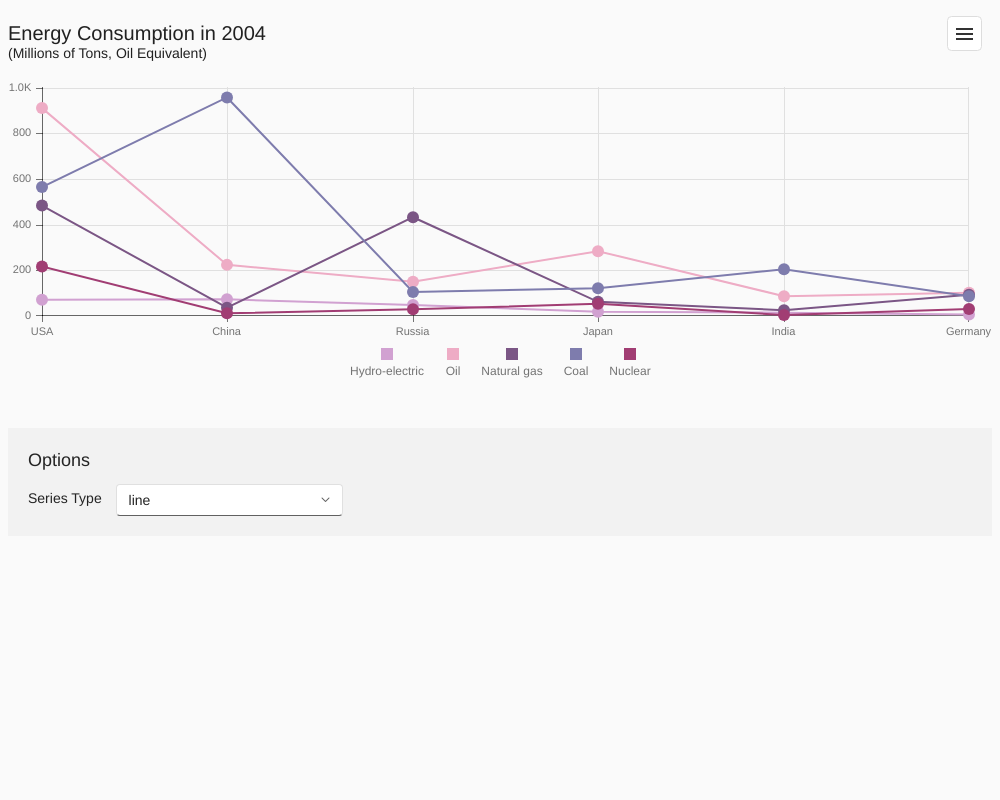 Energy Consumption in 2004
(Millions of Tons, Oil Equivalent)
1.0K
800
600
400
200
0
USA China Russia Japan India Germany
Hydro-electric Oil Natural gas Coal Nuclear
Options
Series Type line